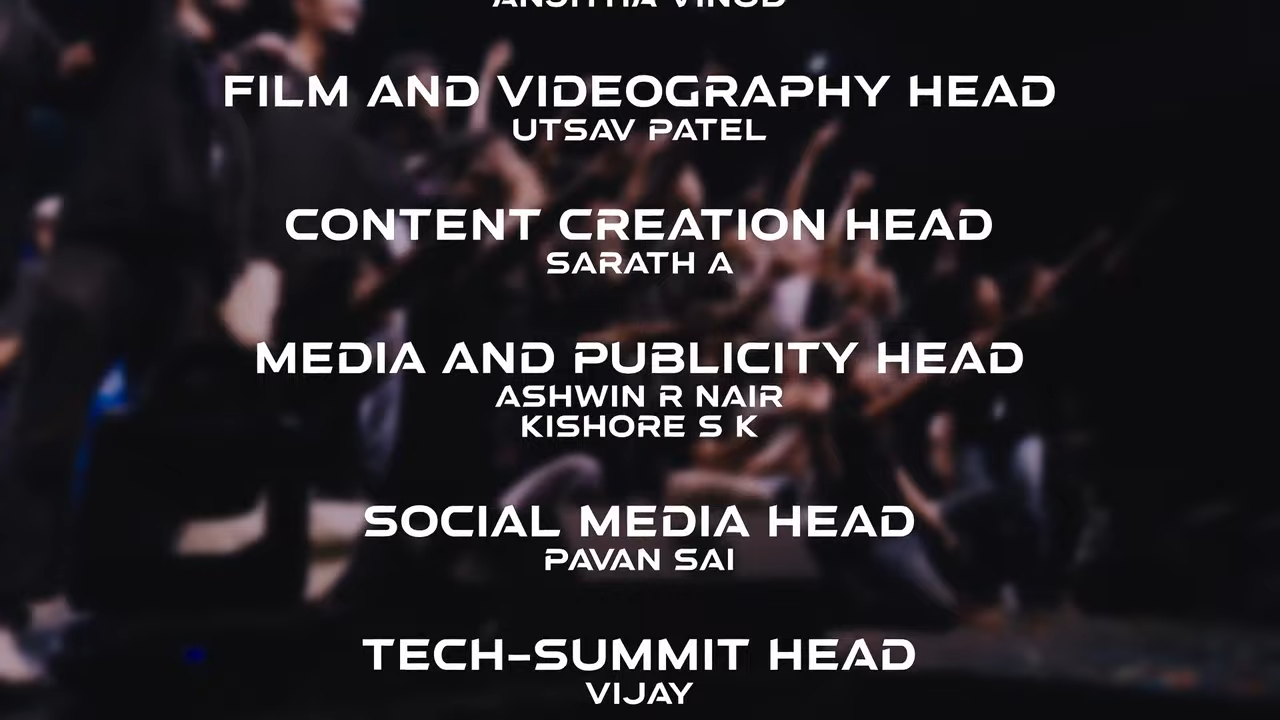 FILM AND VIDEOGRAPHY HEAD
UTSAV PATEL
CONTENT CREATION HEAD
SARATH A
MEDIA AND PUBLICITY HEAD
ASHWIN R NAIR
KISHORE S K
SOCIAL MEDIA HEAD
PAVAN SAI
TECH-SUMMIT HEAD
VIJAY